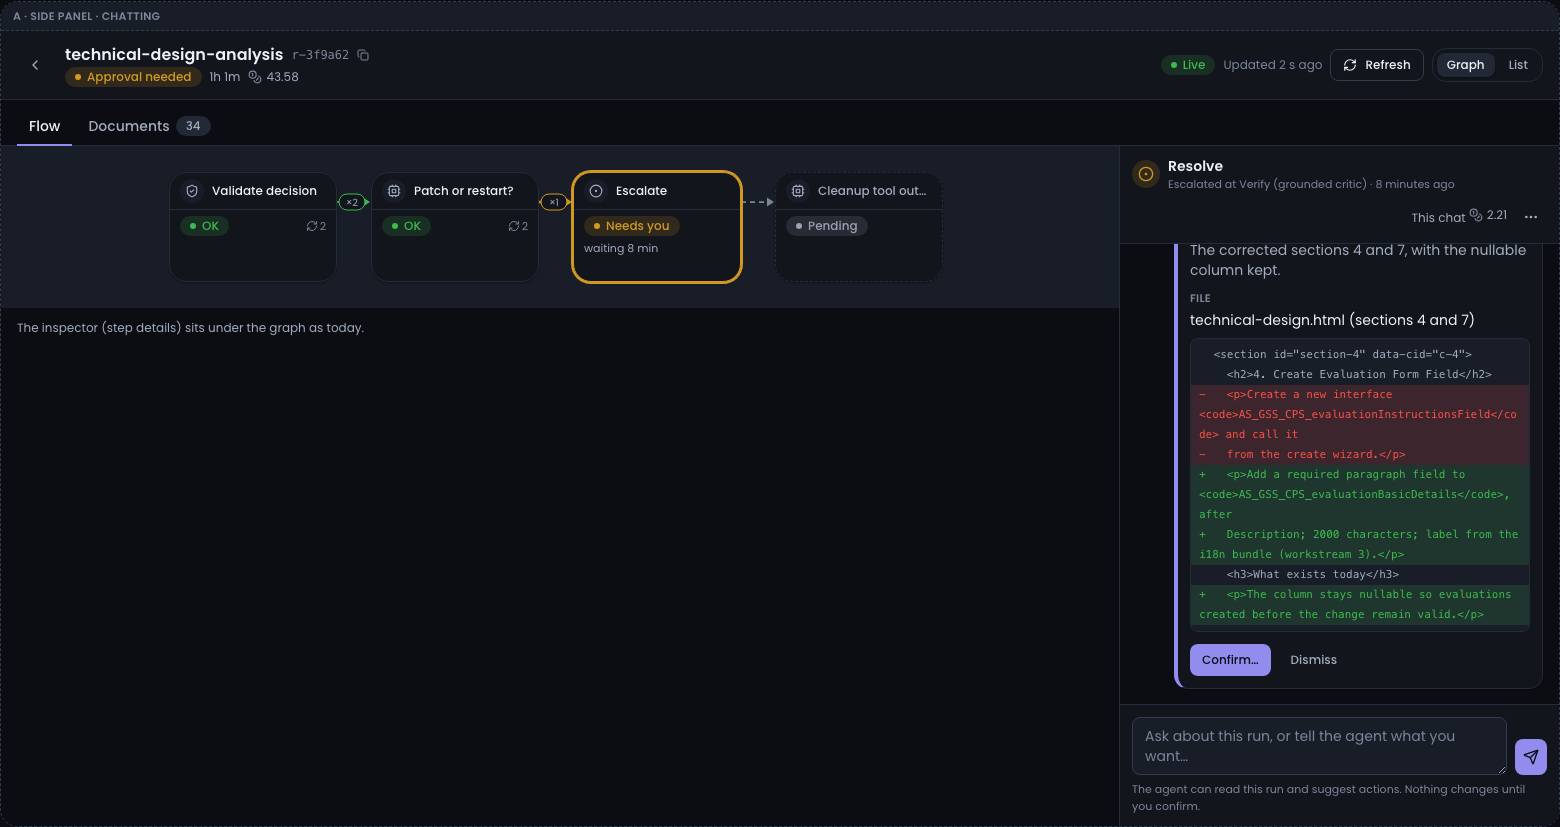 A · SIDE PANEL · CHATTING
technical-design-analysis r-3f9a62
Approval needed 1h 1m 43.58
Live Updated 2 s ago Refresh Graph List
Flow Documents 34
Validate decision
OK 2
×2
Patch or restart?
OK 2
×1
Escalate
Needs you
waiting 8 min
Cleanup tool out…
Pending
The inspector (step details) sits under the graph as today.
Resolve
Escalated at Verify (grounded critic) · 8 minutes ago
This chat 2.21
The corrected sections 4 and 7, with the nullable
column kept.
FILE
technical-design.html (sections 4 and 7)
<section id="section-4" data-cid="c-4">
<h2>4. Create Evaluation Form Field</h2>
− <p>Create a new interface
<code>AS_GSS_CPS_evaluationInstructionsField</co
de> and call it
− from the create wizard.</p>
+ <p>Add a required paragraph field to
<code>AS_GSS_CPS_evaluationBasicDetails</code>,
after
+ Description; 2000 characters; label from the
i18n bundle (workstream 3).</p>
<h3>What exists today</h3>
+ <p>The column stays nullable so evaluations
created before the change remain valid.</p>
Confirm… Dismiss
Ask about this run, or tell the agent what you
want…
The agent can read this run and suggest actions. Nothing changes until
you confirm.